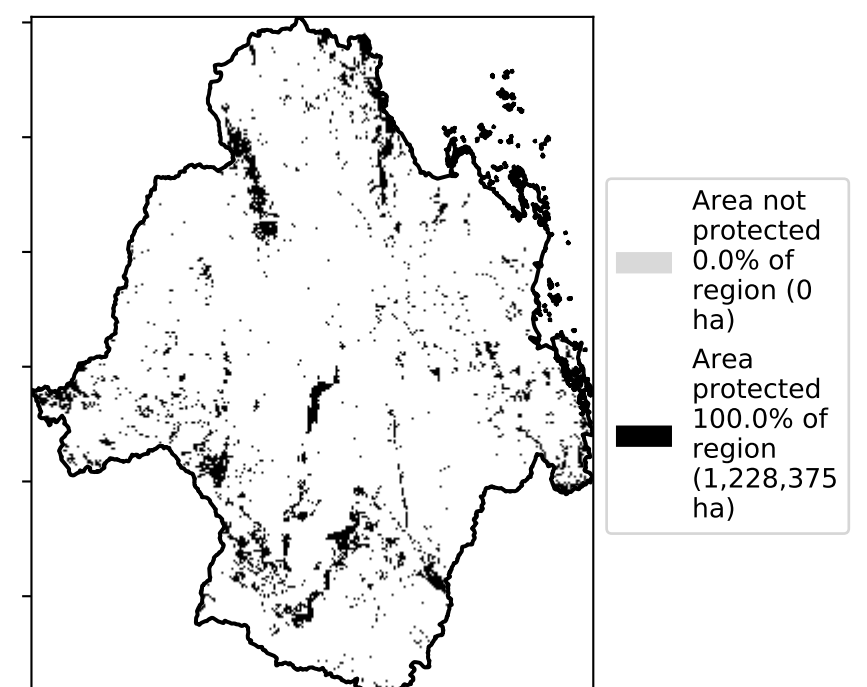 Area not
protected
0.0% of
region (0
ha)
Area
protected
100.0% of
region
(1,228,375
ha)